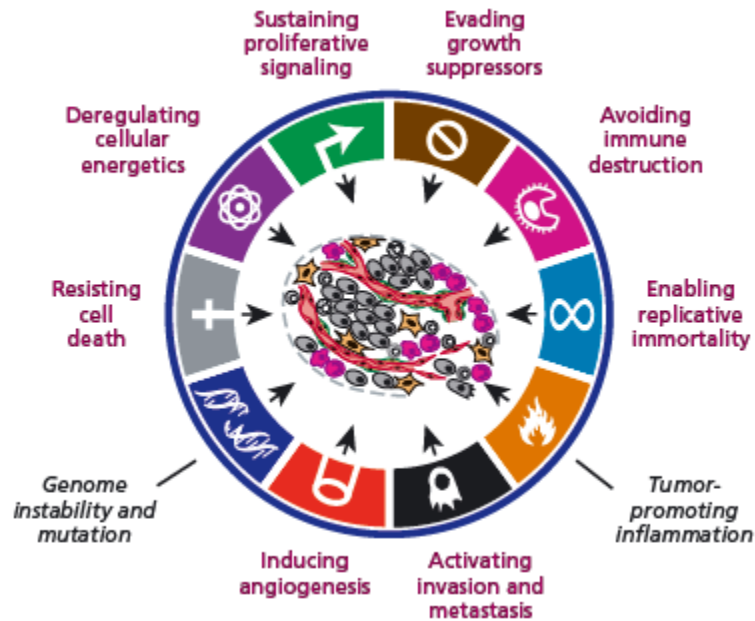 Sustaining
proliferative
signaling
Evading
growth
suppressors
Deregulating
cellular
energetics
Avoiding
immune
destruction
Resisting
cell
death
Enabling
replicative
immortality
Genome
instability and
mutation
Tumor-
promoting
inflammation
Inducing
angiogenesis
Activating
invasion and
metastasis